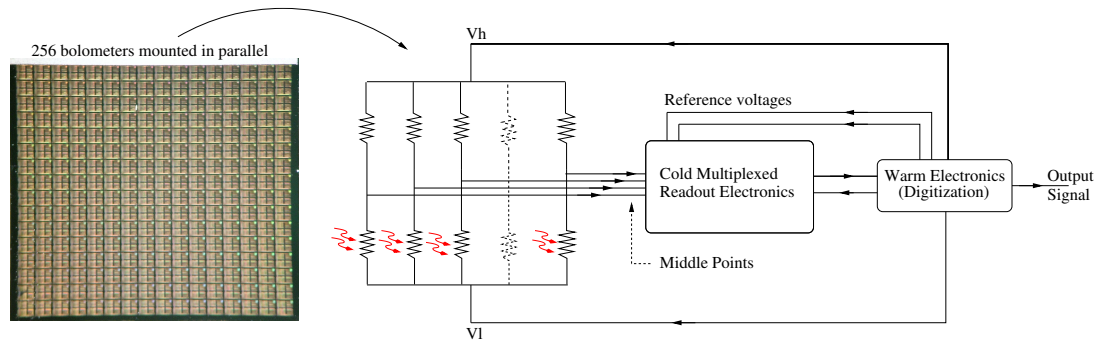 256 bolometers mounted in parallel
Vh
Reference voltages
Cold Multiplexed
Readout Electronics
Warm Electronics
(Digitization)
Output
Signal
Middle Points
Vl